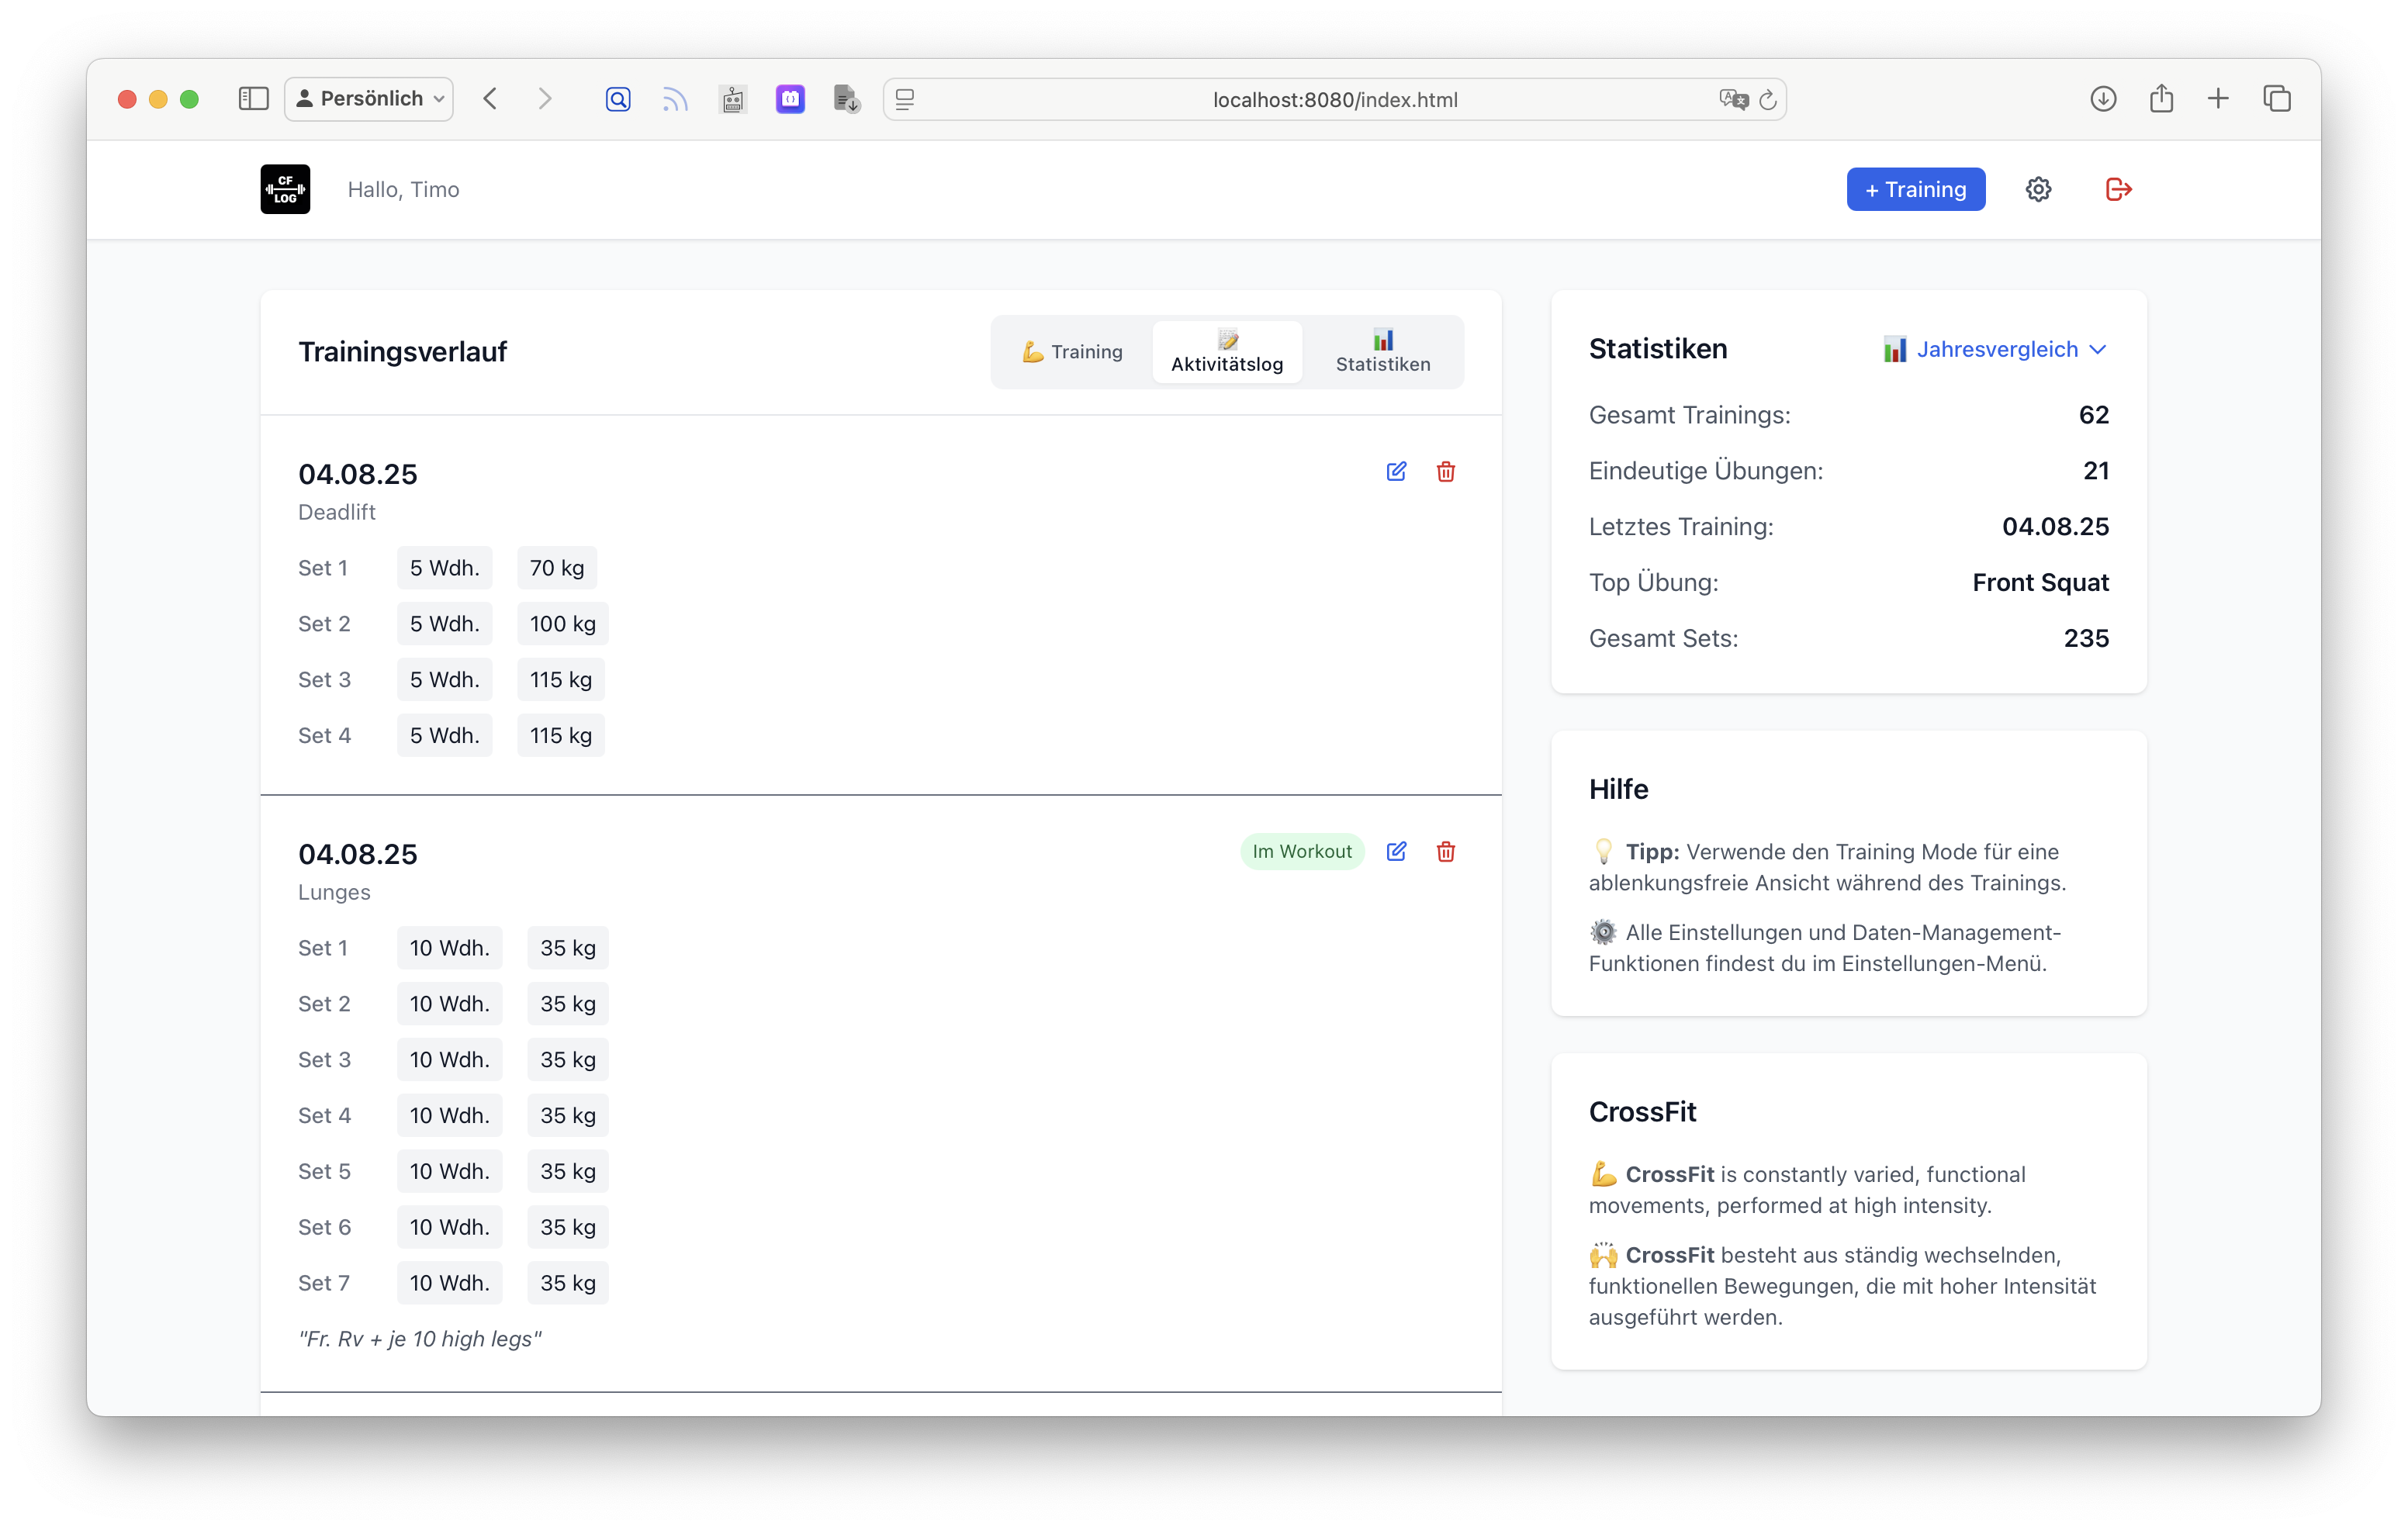 Persönlich
localhost:8080/index.html
CF
LOG
Hallo, Timo
+ Training
Trainingsverlauf
💪 Training
📝
Aktivitätslog
📊
Statistiken
04.08.25
Deadlift
Set 1 5 Wdh. 70 kg
Set 2 5 Wdh. 100 kg
Set 3 5 Wdh. 115 kg
Set 4 5 Wdh. 115 kg
04.08.25
Im Workout
Lunges
Set 1 10 Wdh. 35 kg
Set 2 10 Wdh. 35 kg
Set 3 10 Wdh. 35 kg
Set 4 10 Wdh. 35 kg
Set 5 10 Wdh. 35 kg
Set 6 10 Wdh. 35 kg
Set 7 10 Wdh. 35 kg
"Fr. Rv + je 10 high legs"
Statistiken
📊 Jahresvergleich
Gesamt Trainings: 62
Eindeutige Übungen: 21
Letztes Training: 04.08.25
Top Übung: Front Squat
Gesamt Sets: 235
Hilfe
💡 Tipp: Verwende den Training Mode für eine
ablenkungsfreie Ansicht während des Trainings.
⚙️ Alle Einstellungen und Daten-Management-
Funktionen findest du im Einstellungen-Menü.
CrossFit
💪 CrossFit is constantly varied, functional
movements, performed at high intensity.
🙌 CrossFit besteht aus ständig wechselnden,
funktionellen Bewegungen, die mit hoher Intensität
ausgeführt werden.